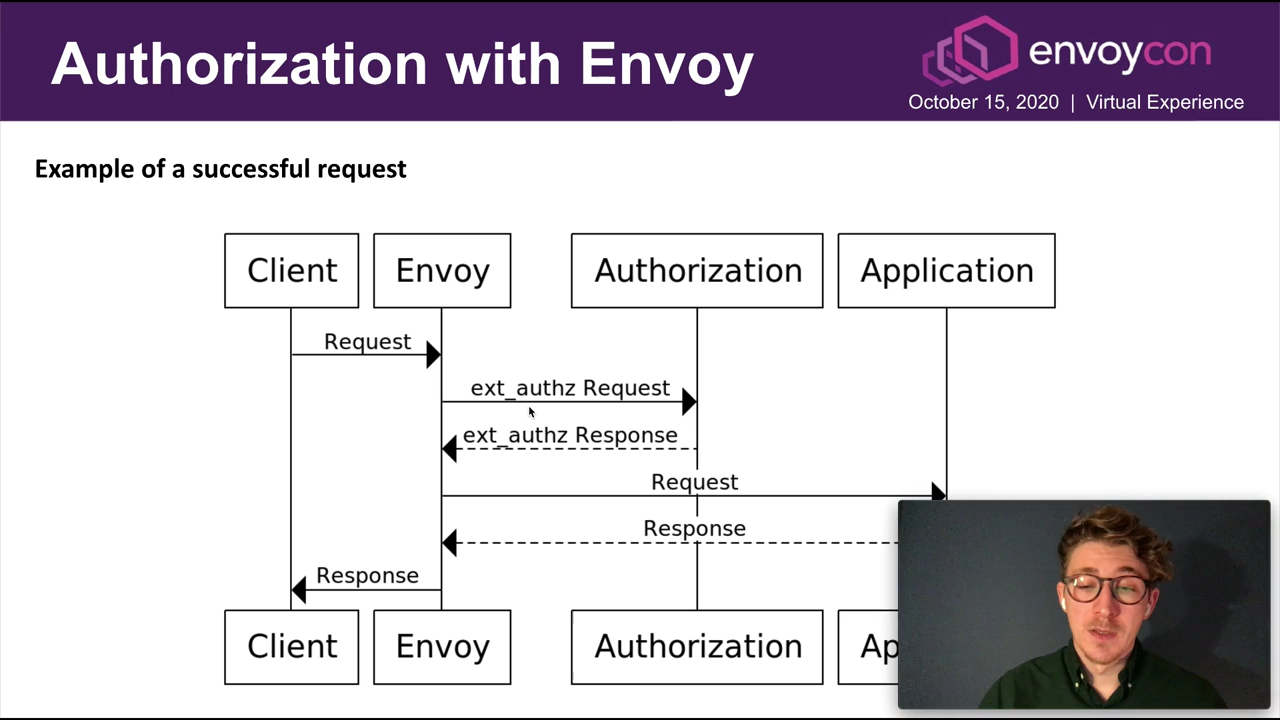 Authorization with Envoy
envoycon
October 15, 2020 | Virtual Experience
Example of a successful request
Client
Envoy
Authorization
Application
Request
ext_authz Request
ext_authz Response
Request
Response
Response
Client
Envoy
Authorization
Ap